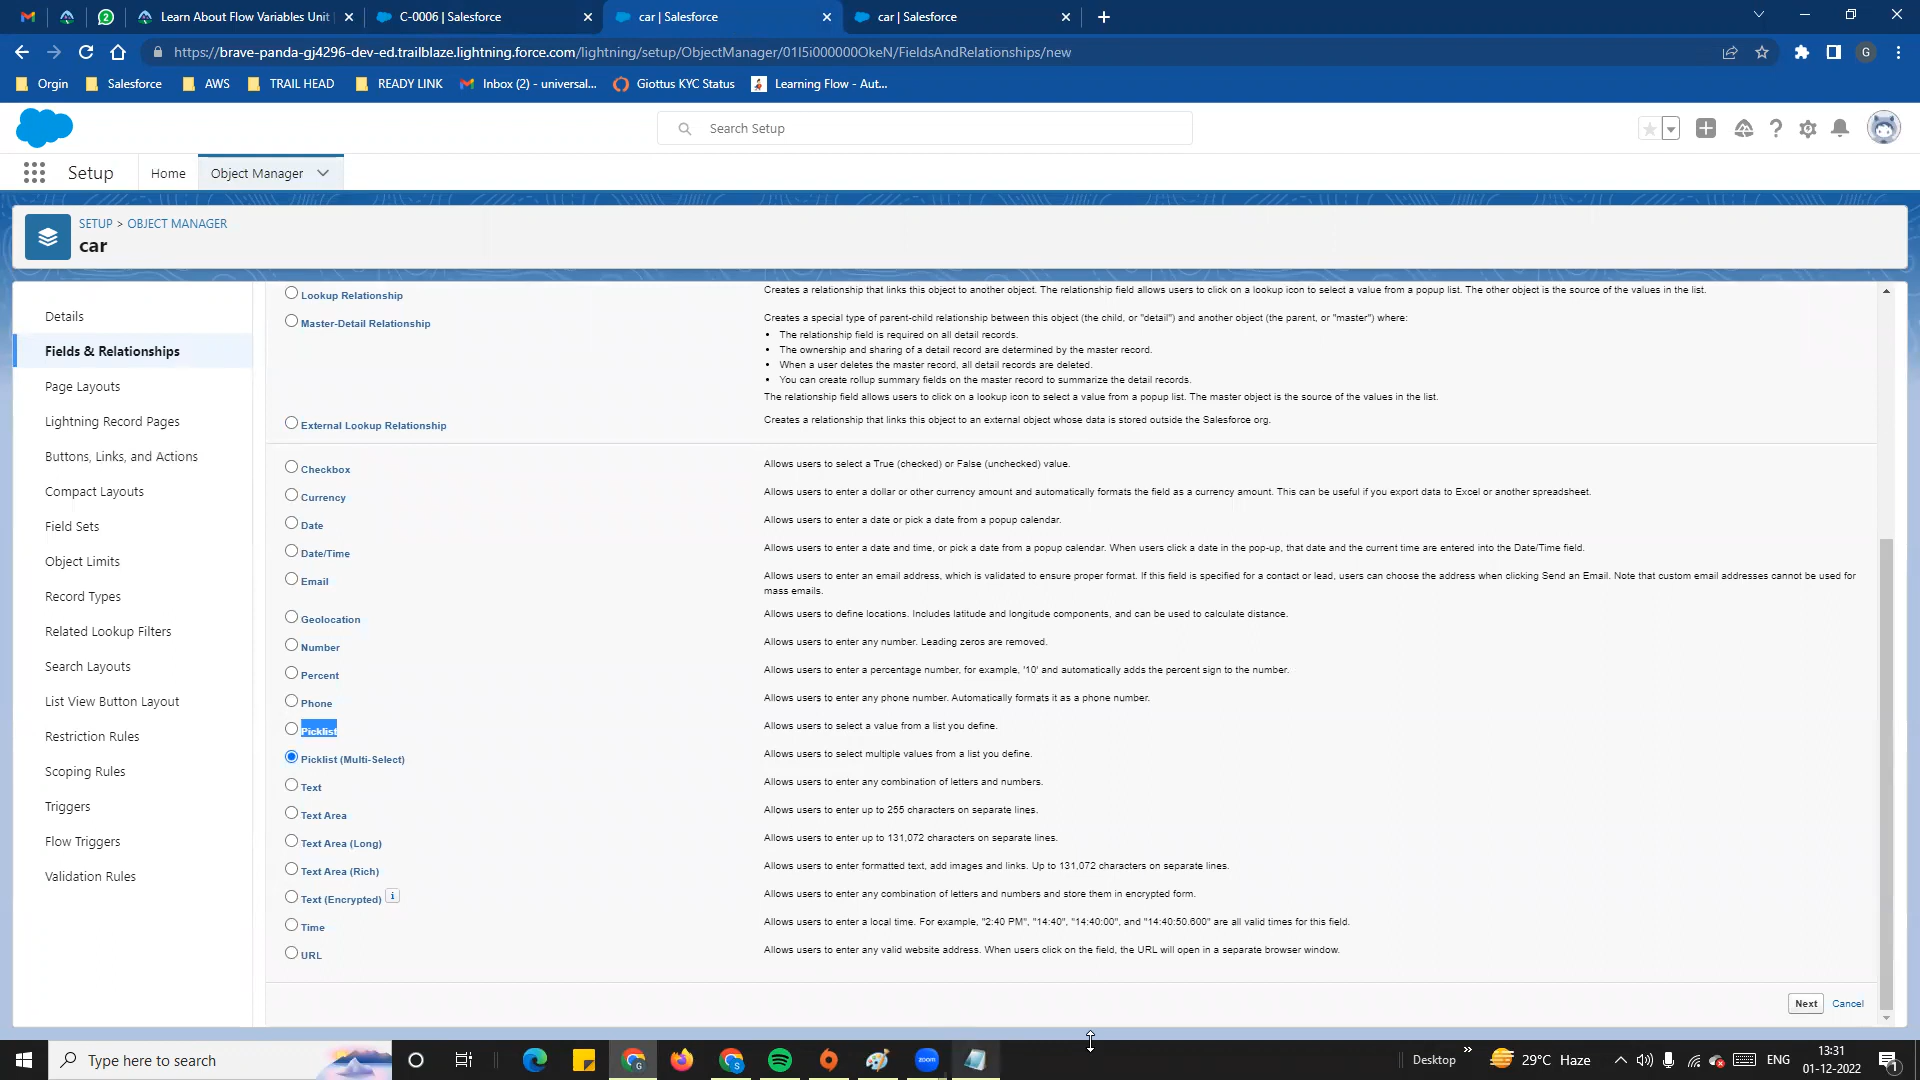 Learn About Flow Variables Unit
C-0006 | Salesforce
car | Salesforce
car | Salesforce
https://brave-panda-gj4296-dev-ed.trailblaze.lightning.force.com/lightning/setup/ObjectManager/01I5i000000OkeN/FieldsAndRelationships/new
G
Orgin
Salesforce
AWS
TRAIL HEAD
READY LINK
Inbox (2) - universal...
Giottus KYC Status
Learning Flow - Aut...
Search Setup
Setup
Home
Object Manager
SETUP > OBJECT MANAGER
car
Details
Fields & Relationships
Page Layouts
Lightning Record Pages
Buttons, Links, and Actions
Compact Layouts
Field Sets
Object Limits
Record Types
Related Lookup Filters
Search Layouts
List View Button Layout
Restriction Rules
Scoping Rules
Triggers
Flow Triggers
Validation Rules
Lookup Relationship
Creates a relationship that links this object to another object. The relationship field allows users to click on a lookup icon to select a value from a popup list. The other object is the source of the values in the list.
Master-Detail Relationship
Creates a special type of parent-child relationship between this object (the child, or "detail") and another object (the parent, or "master") where:
• The relationship field is required on all detail records.
• The ownership and sharing of a detail record are determined by the master record.
• When a user deletes the master record, all detail records are deleted.
• You can create rollup summary fields on the master record to summarize the detail records.
The relationship field allows users to click on a lookup icon to select a value from a popup list. The master object is the source of the values in the list.
External Lookup Relationship
Creates a relationship that links this object to an external object whose data is stored outside the Salesforce org.
Checkbox
Allows users to select a True (checked) or False (unchecked) value.
Currency
Allows users to enter a dollar or other currency amount and automatically formats the field as a currency amount. This can be useful if you export data to Excel or another spreadsheet.
Date
Allows users to enter a date or pick a date from a popup calendar.
Date/Time
Allows users to enter a date and time, or pick a date from a popup calendar. When users click a date in the pop-up, that date and the current time are entered into the Date/Time field.
Email
Allows users to enter an email address, which is validated to ensure proper format. If this field is specified for a contact or lead, users can choose the address when clicking Send an Email. Note that custom email addresses cannot be used for
mass emails.
Geolocation
Allows users to define locations. Includes latitude and longitude components, and can be used to calculate distance.
Number
Allows users to enter any number. Leading zeros are removed.
Percent
Allows users to enter a percentage number, for example, '10' and automatically adds the percent sign to the number.
Phone
Allows users to enter any phone number. Automatically formats it as a phone number.
Picklist
Allows users to select a value from a list you define.
Picklist (Multi-Select)
Allows users to select multiple values from a list you define.
Text
Allows users to enter any combination of letters and numbers.
Text Area
Allows users to enter up to 255 characters on separate lines.
Text Area (Long)
Allows users to enter up to 131,072 characters on separate lines.
Text Area (Rich)
Allows users to enter formatted text, add images and links. Up to 131,072 characters on separate lines.
Text (Encrypted) i
Allows users to enter any combination of letters and numbers and store them in encrypted form.
Time
Allows users to enter a local time. For example, "2:40 PM", "14:40", "14:40:00", and "14:40:50.600" are all valid times for this field.
URL
Allows users to enter any valid website address. When users click on the field, the URL will open in a separate browser window.
Next Cancel
Type here to search
zoom
Desktop
29°C Haze
ENG
13:31
01-12-2022
1